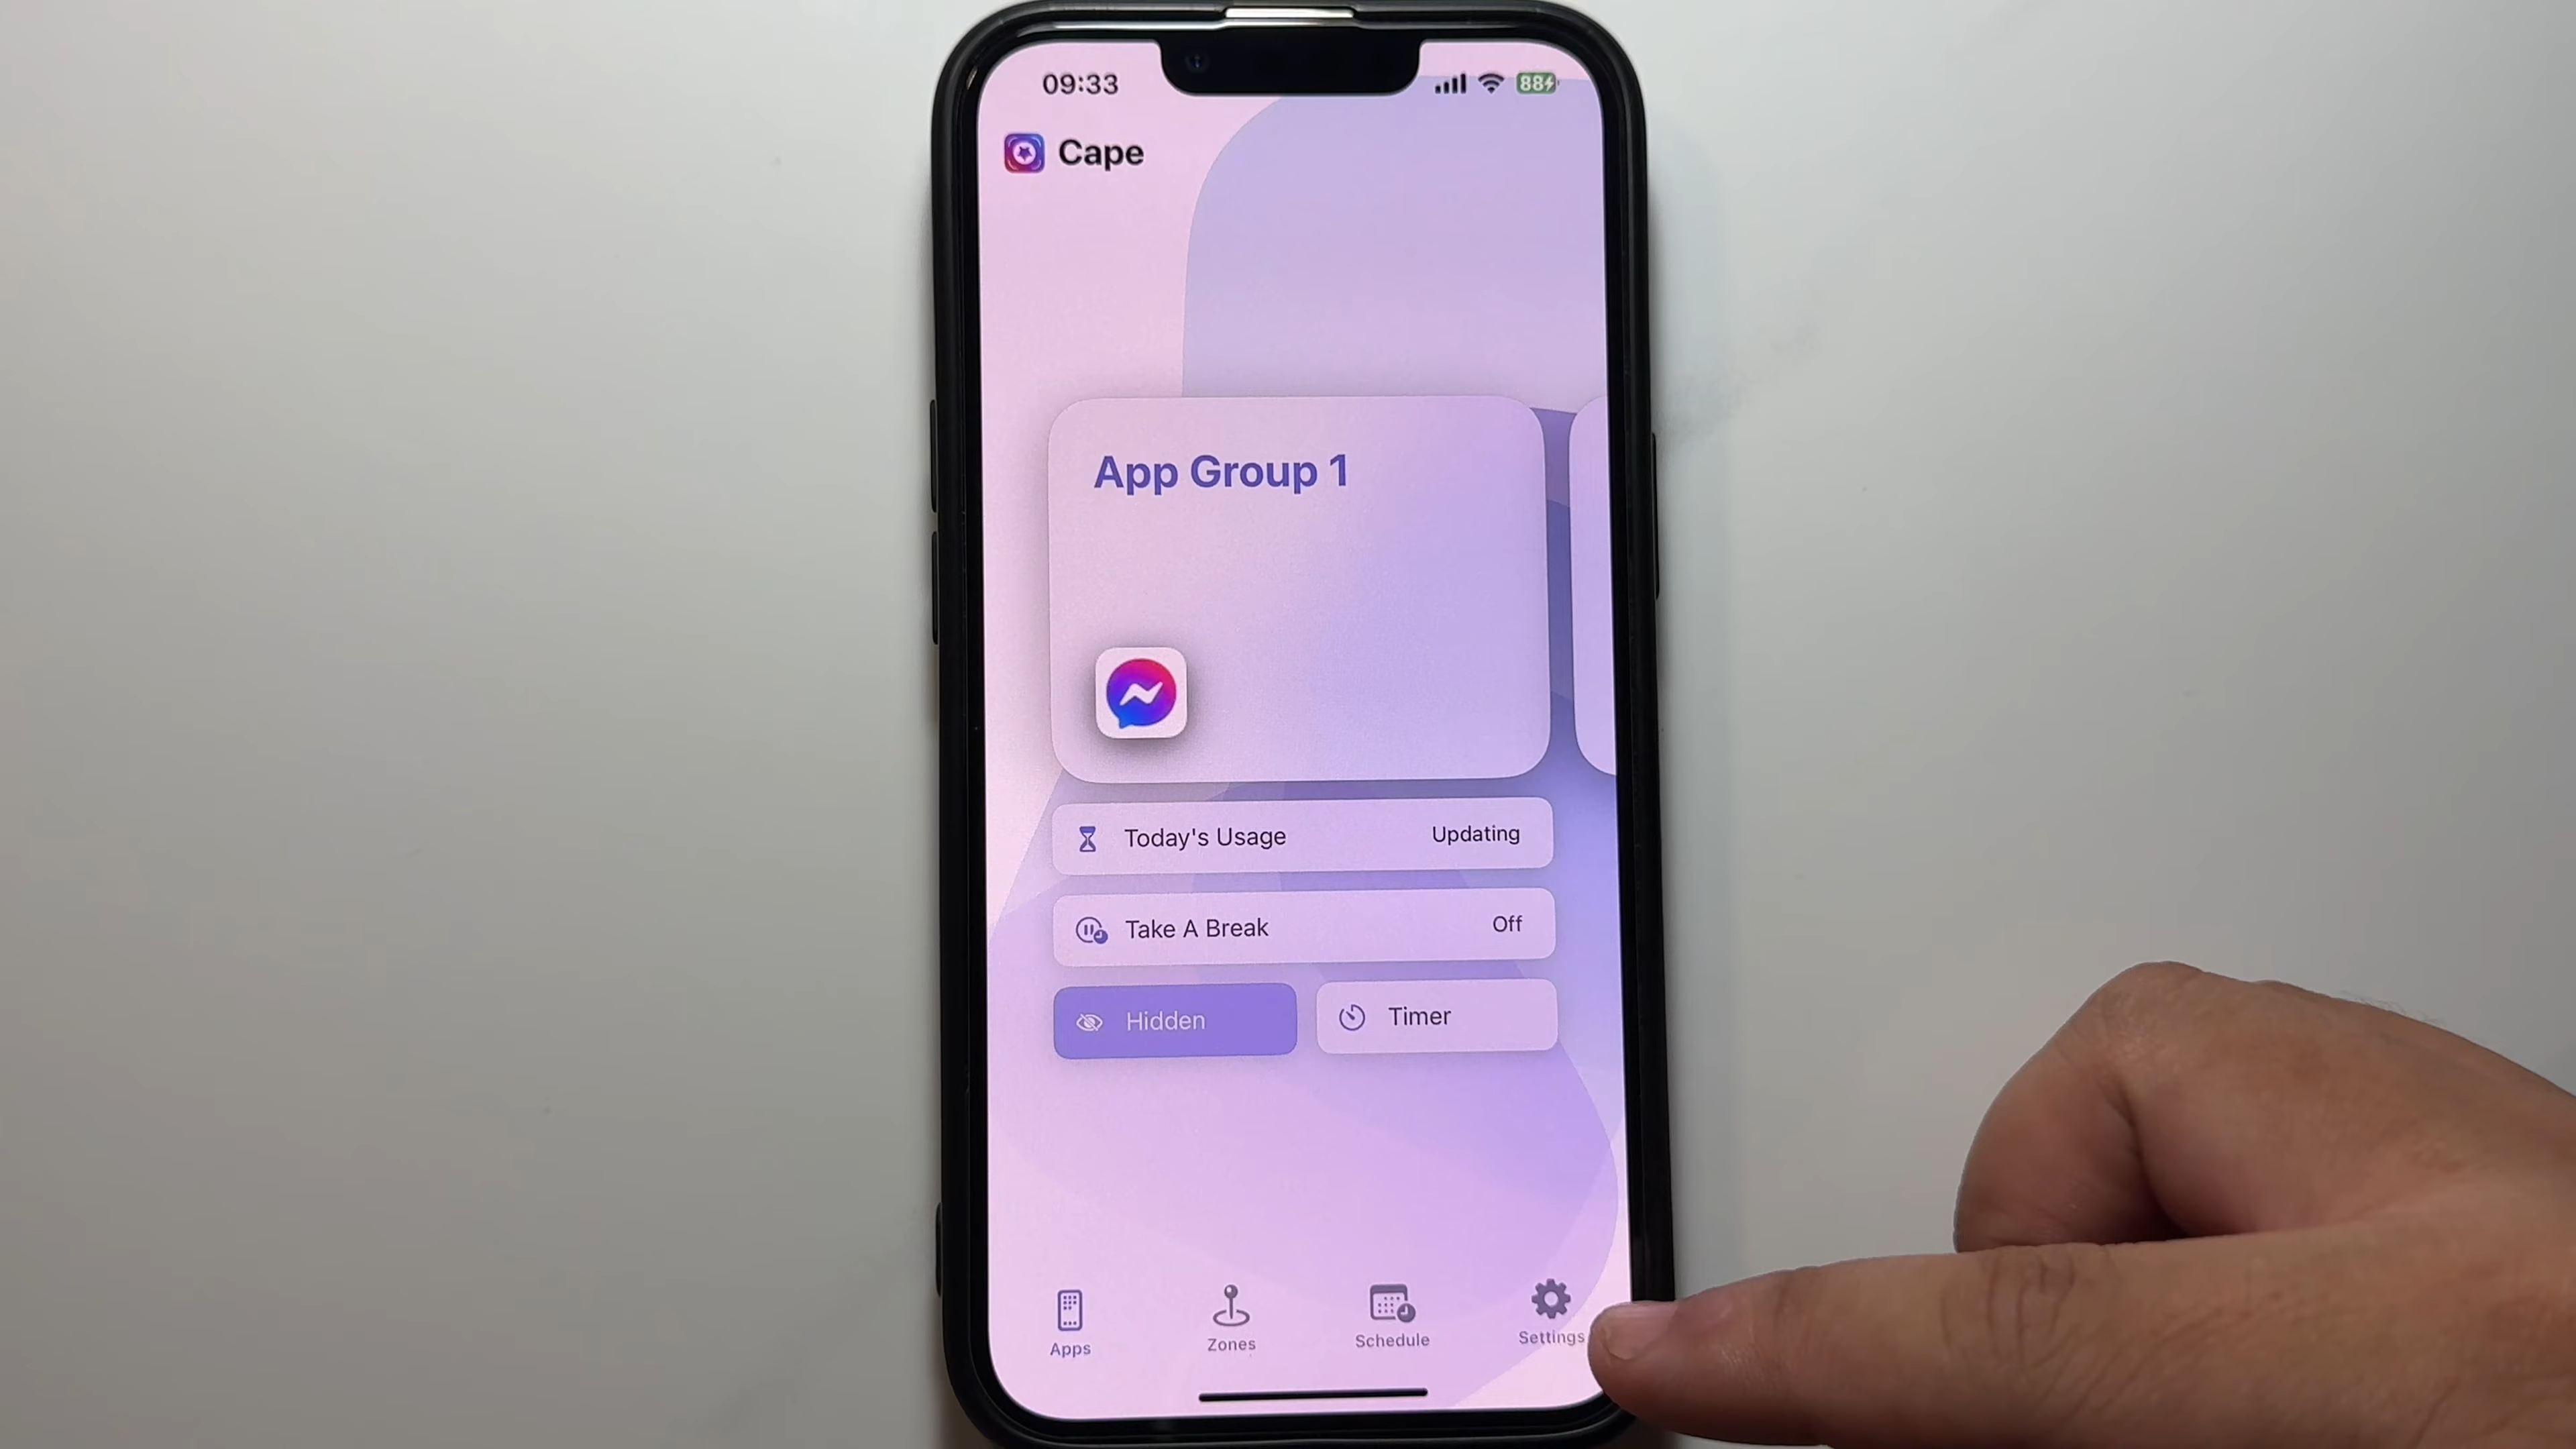 09:33
88
Cape
App Group 1
Today's Usage
Updating
Take A Break
Off
Hidden
Timer
Apps
Zones
Schedule
Settings